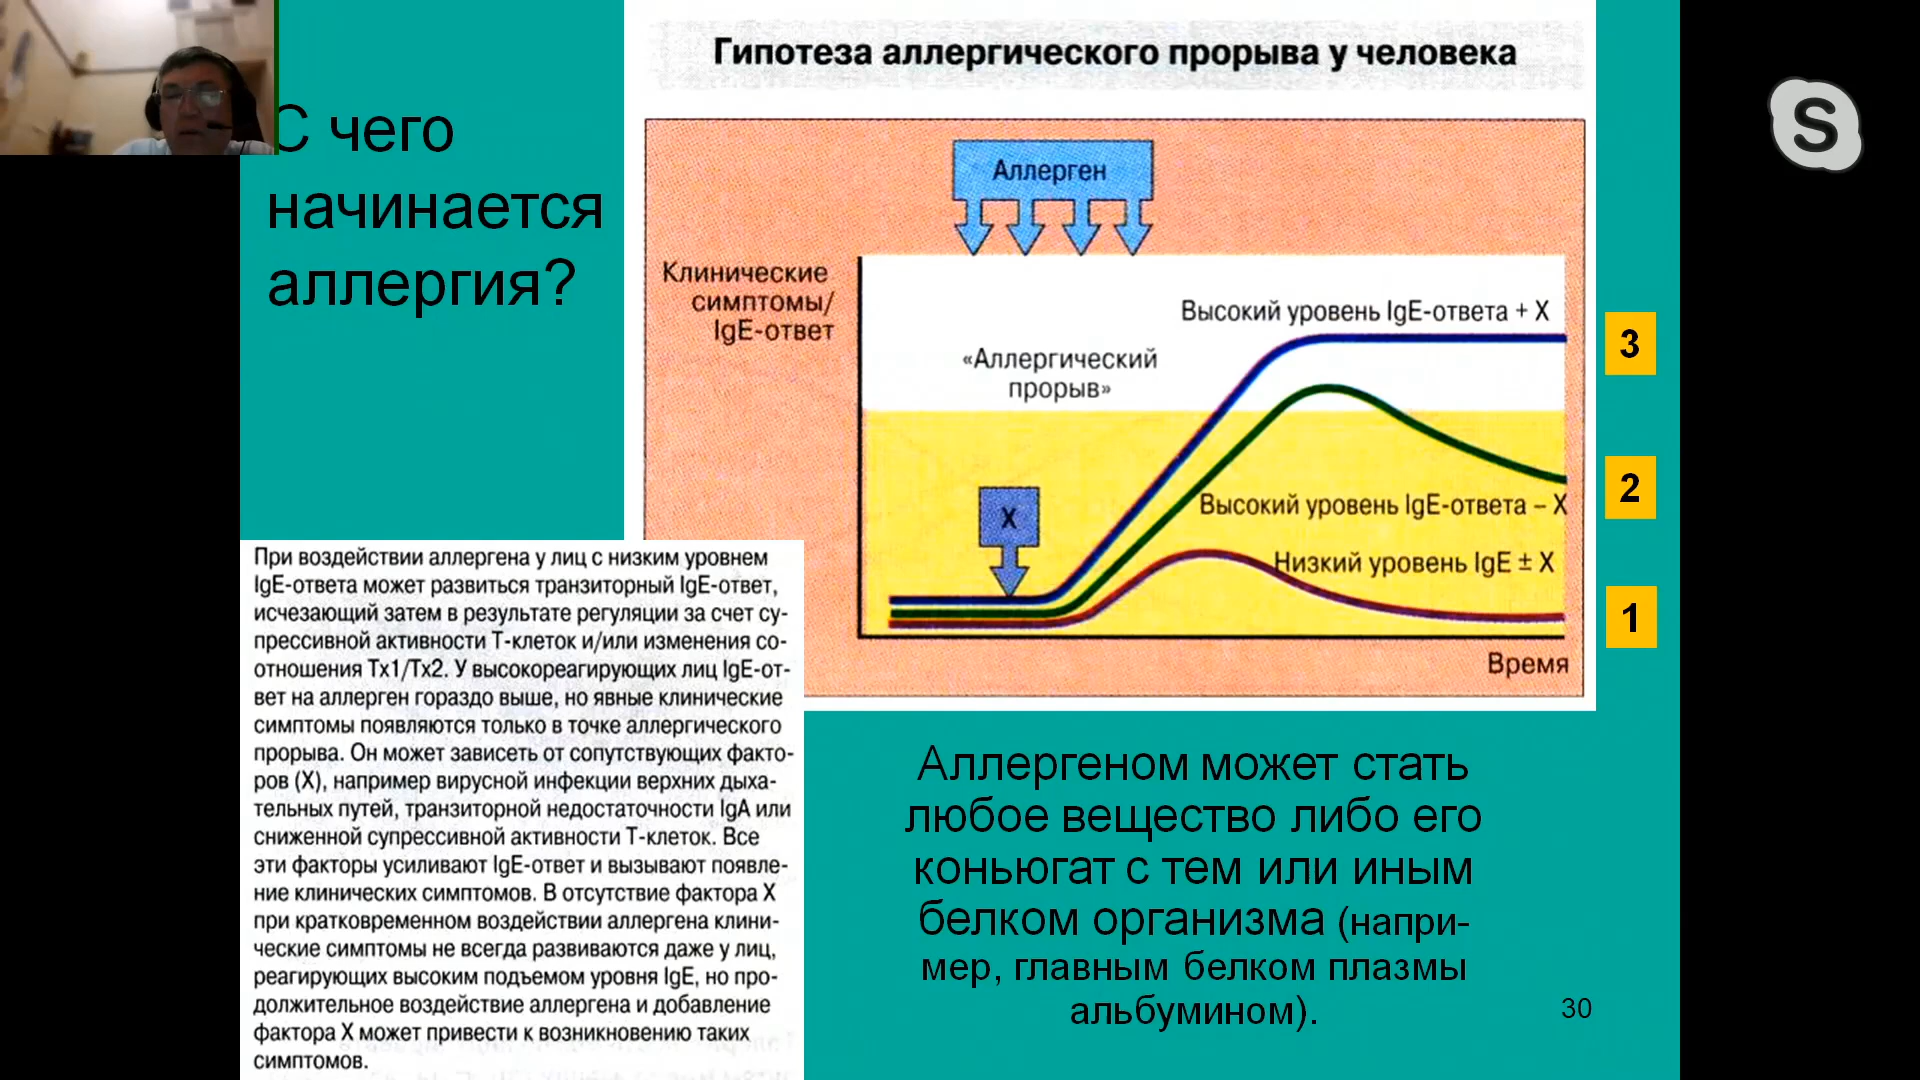 С чего
начинается
аллергия?
Гипотеза аллергического прорыва у человека
Аллерген
Клинические
симптомы/
IgE-ответ
«Аллергический
прорыв»
Высокий уровень IgE-ответа + X
X
Высокий уровень IgE-ответа – X
Низкий уровень IgE ± X
Время
3
2
1
При воздействии аллергена у лиц с низким уровнем
IgE-ответа может развиться транзиторный IgE-ответ,
исчезающий затем в результате регуляции за счет су-
прессивной активности Т-клеток и/или изменения со-
отношения Тх1/Тх2. У высокореагирующих лиц IgE-от-
вет на аллерген гораздо выше, но явные клинические
симптомы появляются только в точке аллергического
прорыва. Он может зависеть от сопутствующих факто-
ров (X), например вирусной инфекции верхних дыха-
тельных путей, транзиторной недостаточности IgA или
сниженной супрессивной активности Т-клеток. Все
эти факторы усиливают IgE-ответ и вызывают появле-
ние клинических симптомов. В отсутствие фактора X
при кратковременном воздействии аллергена клини-
ческие симптомы не всегда развиваются даже у лиц,
реагирующих высоким подъемом уровня IgE, но про-
должительное воздействие аллергена и добавление
фактора X может привести к возникновению таких
симптомов.
Аллергеном может стать
любое вещество либо его
коньюгат с тем или иным
белком организма (напри-
мер, главным белком плазмы
альбумином).
30
S